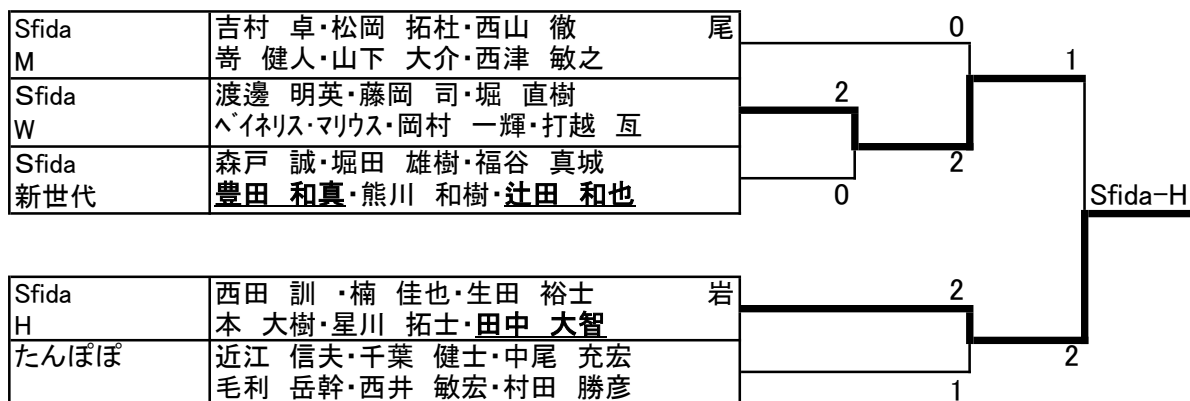 Sfida 吉村 卓・松岡 拓杜・西山 徹 尾
M 嵜 健人・山下 大介・西津 敏之
Sfida 渡邊 明英・藤岡 司・堀 直樹
W ﾍﾞｲﾈﾘｽ・ﾏﾘｳｽ・岡村 一輝・打越 亙
Sfida 森戸 誠・堀田 雄樹・福谷 真城
新世代 豊田 和真・熊川 和樹・辻田 和也
Sfida 西田 訓 ・楠 佳也・生田 裕士 岩
H 本 大樹・星川 拓士・田中 大智
たんぽぽ 近江 信夫・千葉 健士・中尾 充宏
毛利 岳幹・西井 敏宏・村田 勝彦
0
1
2
2
0
Sfida-H
2
2
1